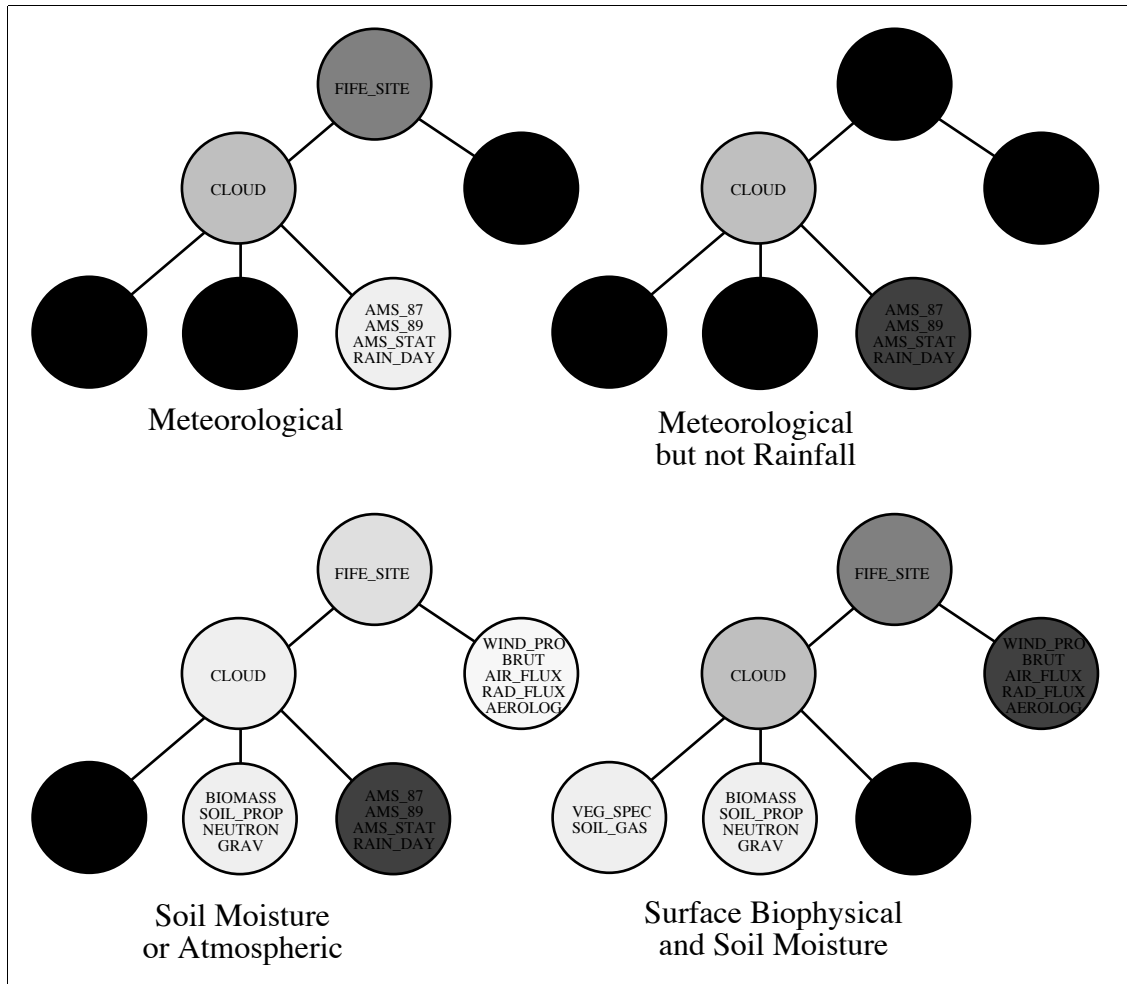 FIFE_SITE
CLOUD
AMS_87
AMS_89
AMS_STAT
RAIN_DAY
Meteorological
CLOUD
AMS_87
AMS_89
AMS_STAT
RAIN_DAY
Meteorological
but not Rainfall
FIFE_SITE
CLOUD
WIND_PRO
BRUT
AIR_FLUX
RAD_FLUX
AEROLOG
BIOMASS
SOIL_PROP
NEUTRON
GRAV
AMS_87
AMS_89
AMS_STAT
RAIN_DAY
Soil Moisture
or Atmospheric
FIFE_SITE
CLOUD
WIND_PRO
BRUT
AIR_FLUX
RAD_FLUX
AEROLOG
VEG_SPEC
SOIL_GAS
BIOMASS
SOIL_PROP
NEUTRON
GRAV
Surface Biophysical
and Soil Moisture